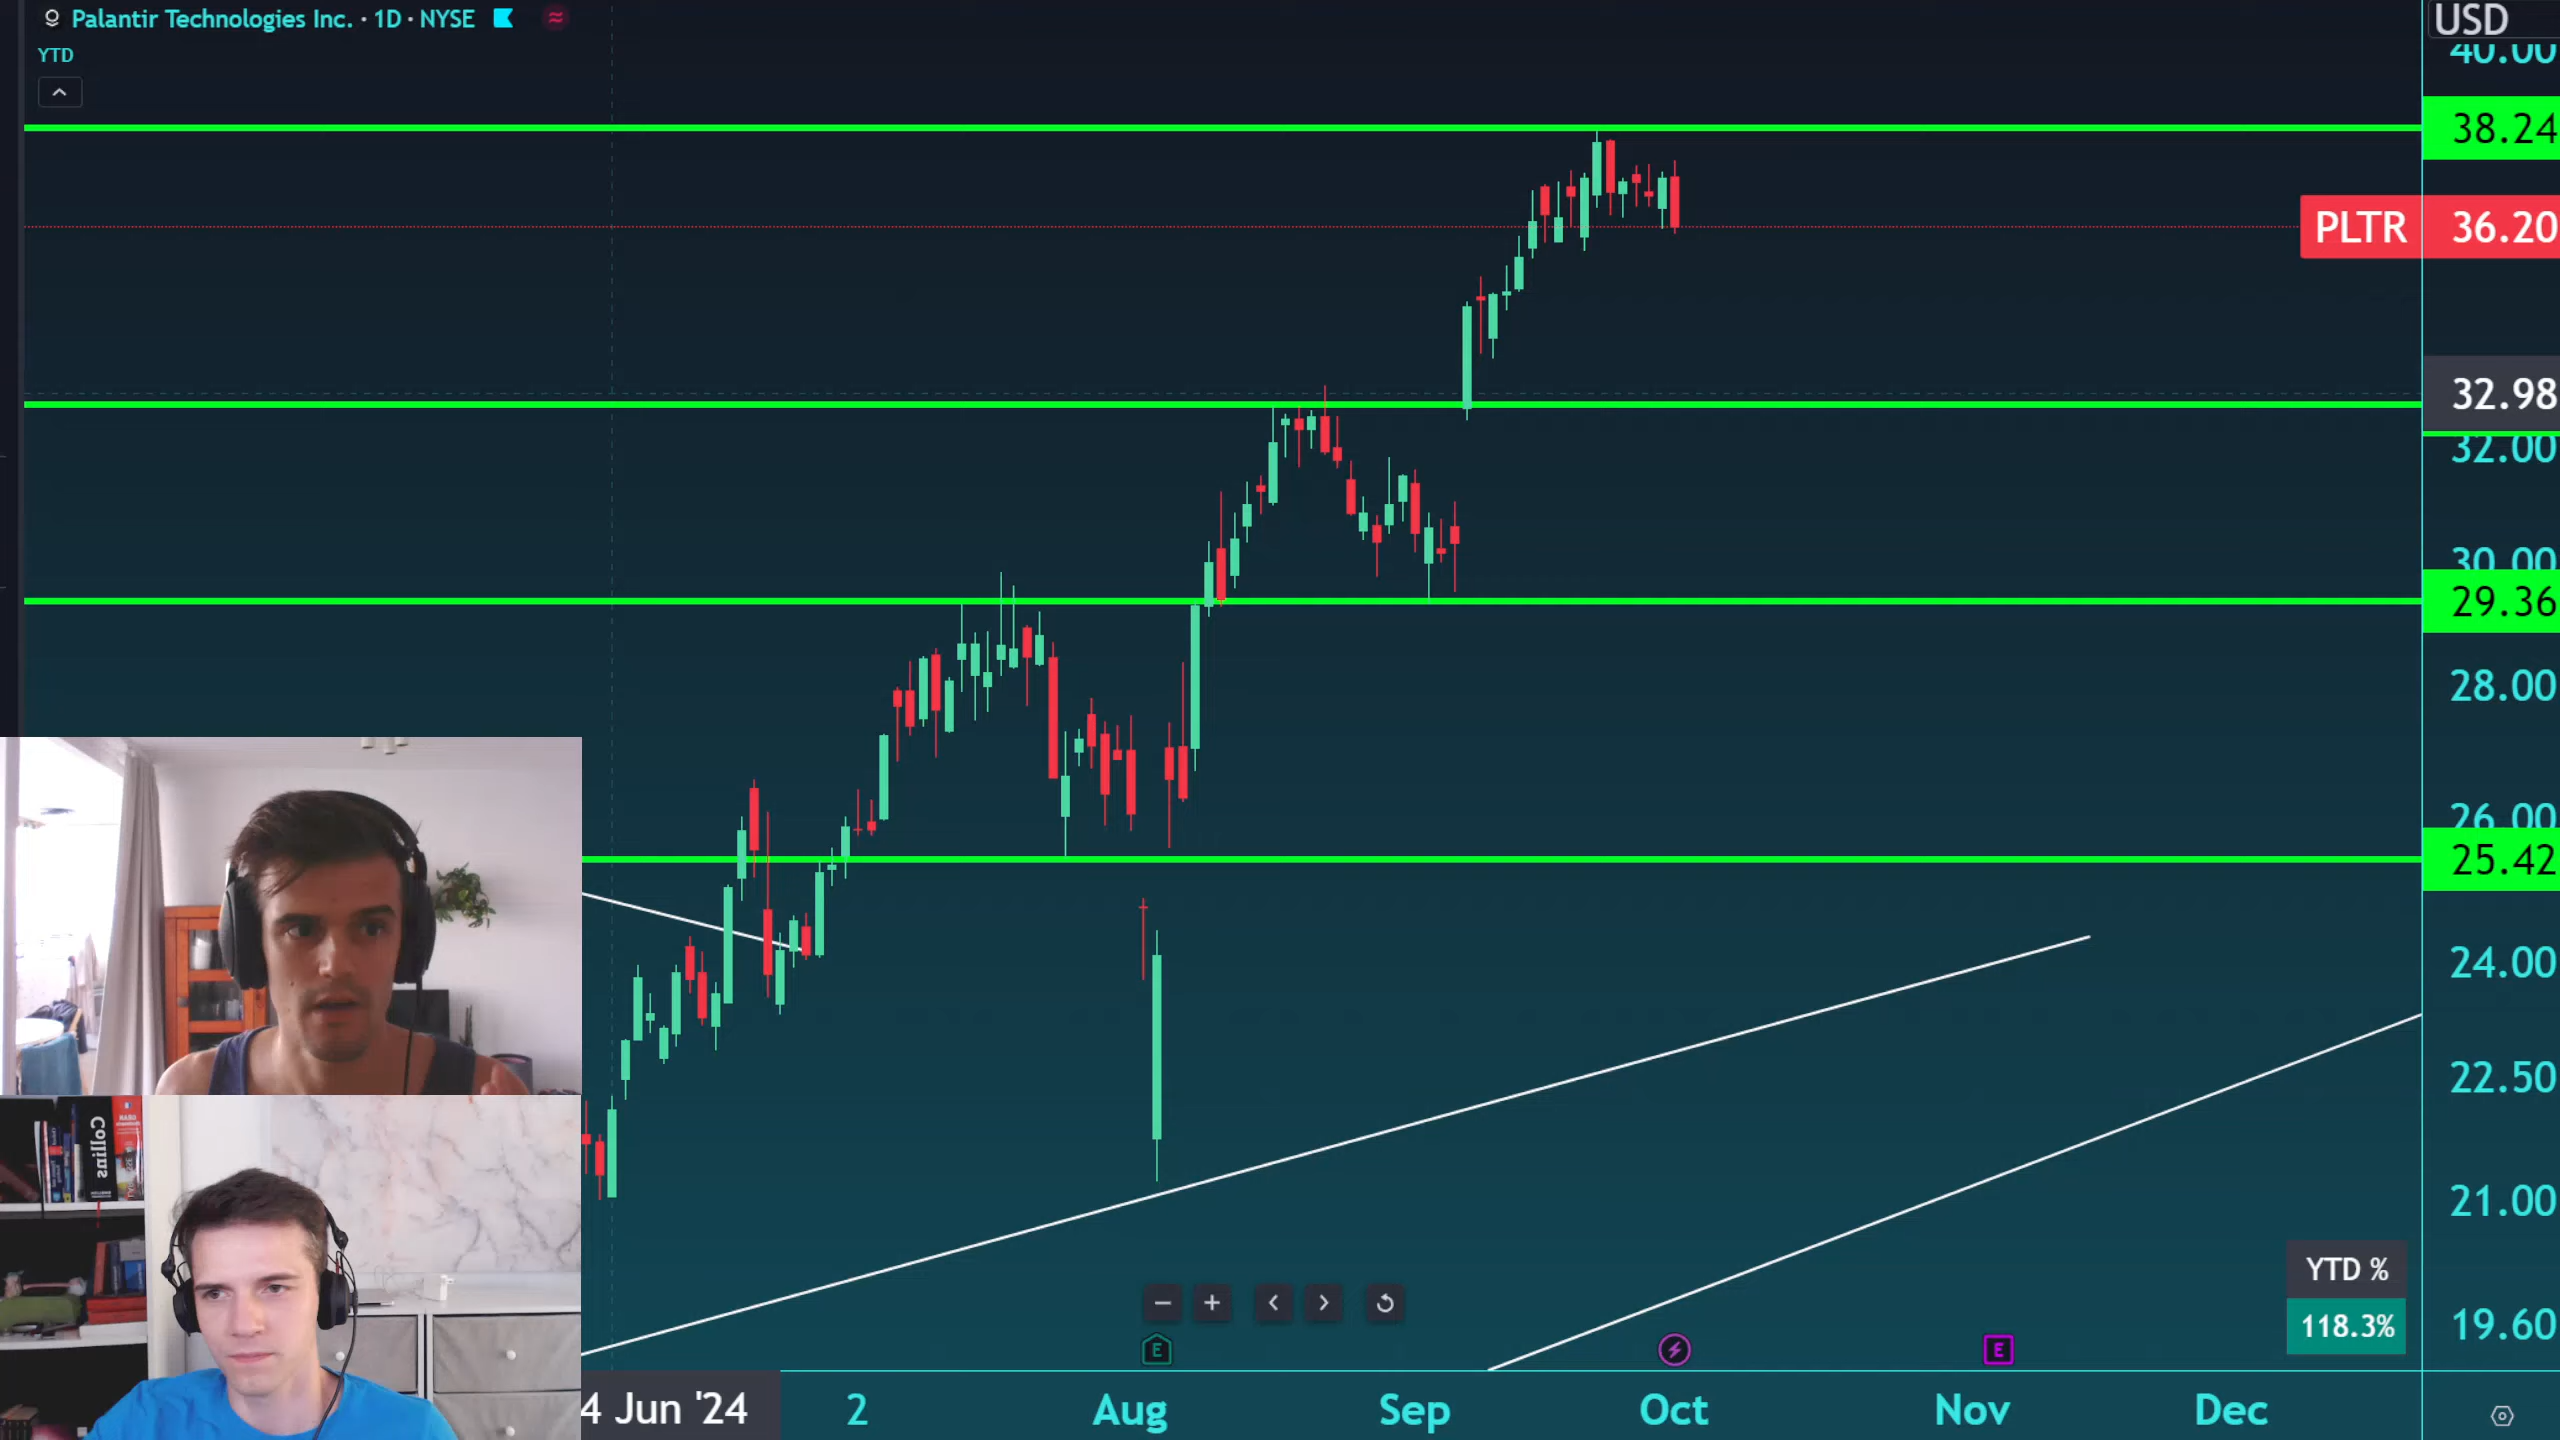 Palantir Technologies Inc. · 1D · NYSE
YTD
USD
40.00
38.24
PLTR 36.20
32.98
32.00
30.00
29.36
28.00
26.00
25.42
24.00
22.50
21.00
19.60
YTD %
118.3%
E
E
4 Jun '24 2 Aug Sep Oct Nov Dec
Collins